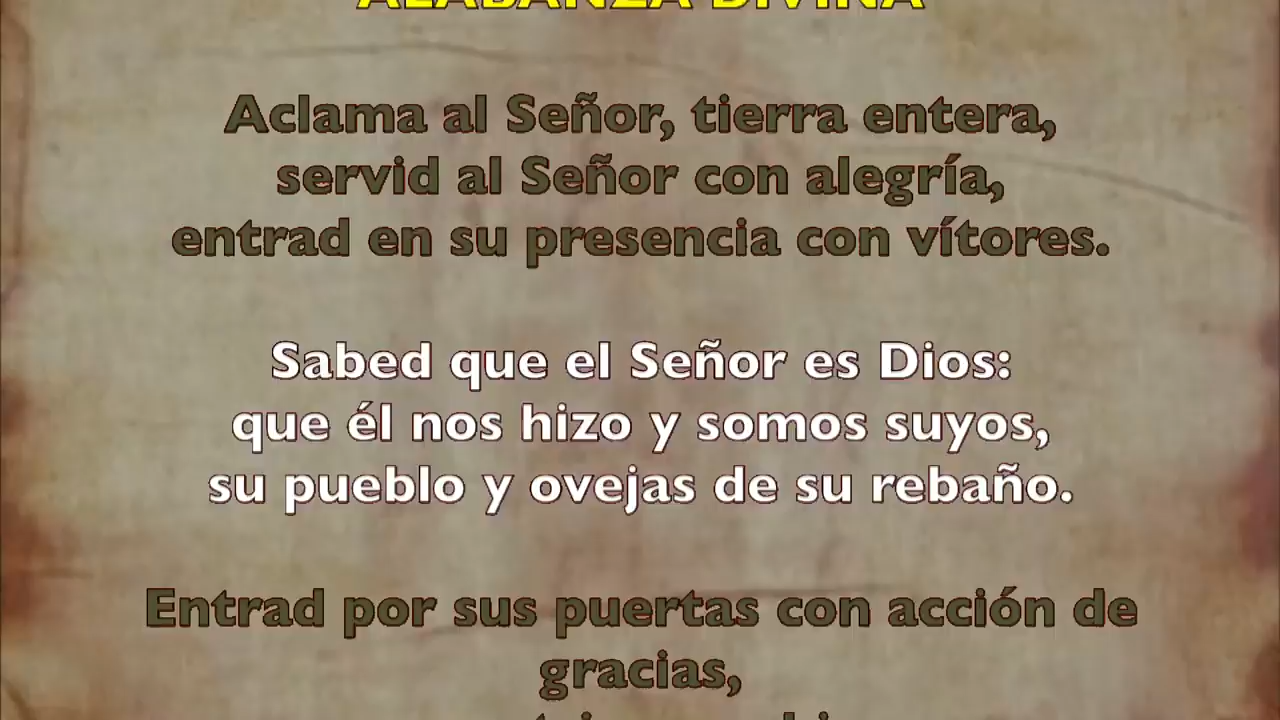 ALABANZA DIVINA
Aclama al Señor, tierra entera,
servid al Señor con alegría,
entrad en su presencia con vítores.
Sabed que el Señor es Dios:
que él nos hizo y somos suyos,
su pueblo y ovejas de su rebaño.
Entrad por sus puertas con acción de
gracias,